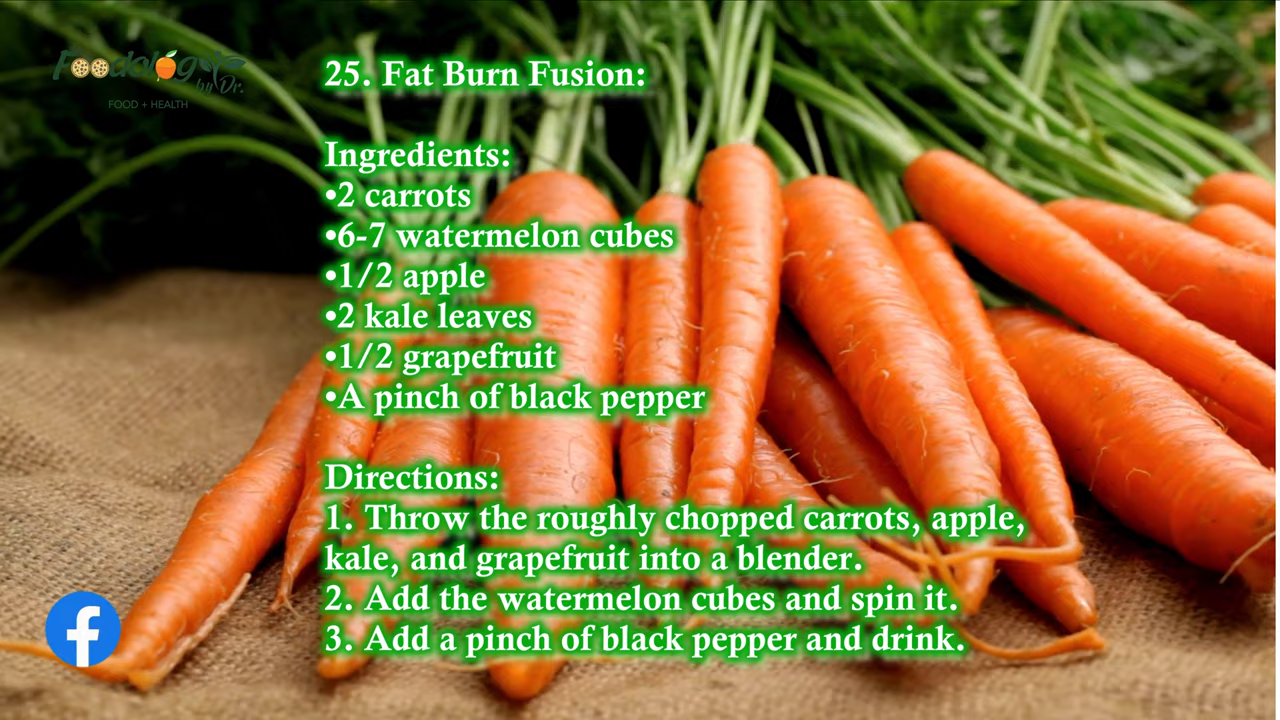 Foodology
by Dr.
FOOD + HEALTH
25. Fat Burn Fusion:
Ingredients:
•2 carrots
•6-7 watermelon cubes
•1/2 apple
•2 kale leaves
•1/2 grapefruit
•A pinch of black pepper
Directions:
1. Throw the roughly chopped carrots, apple,
kale, and grapefruit into a blender.
2. Add the watermelon cubes and spin it.
3. Add a pinch of black pepper and drink.